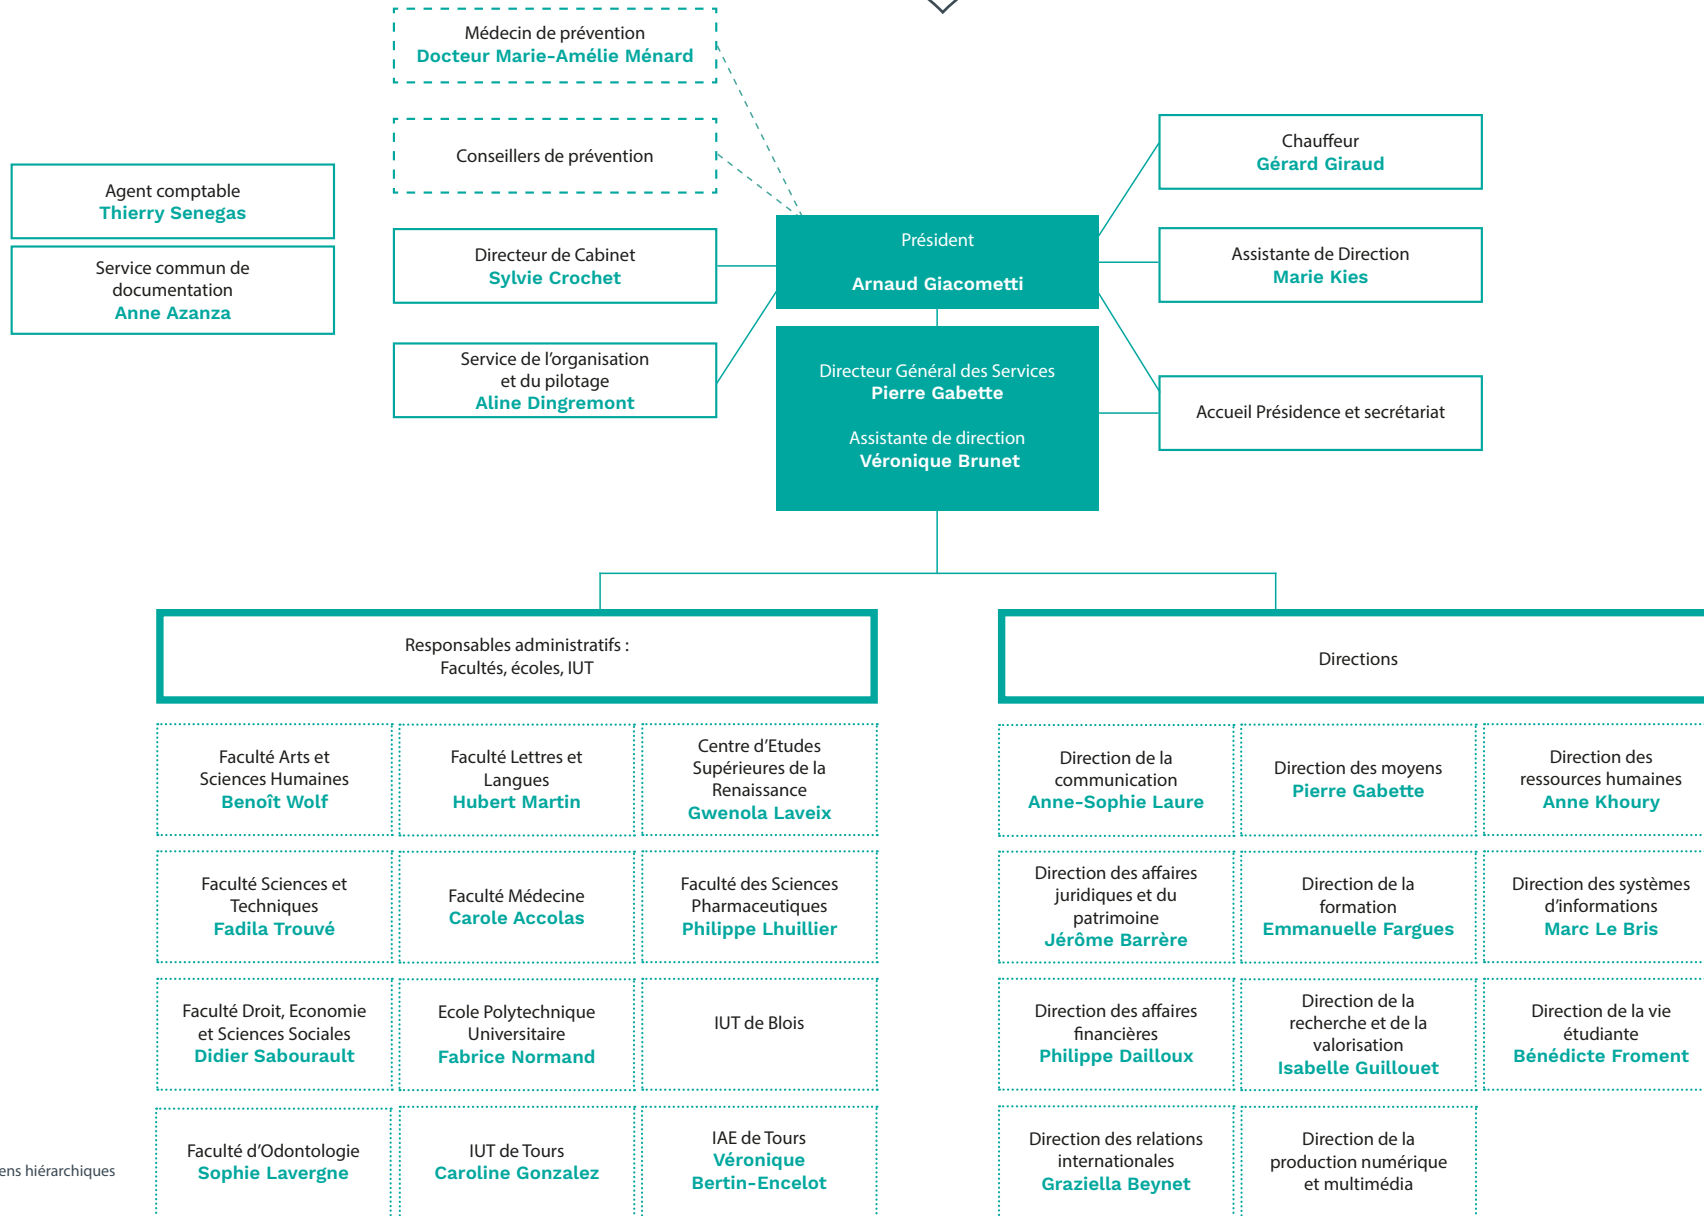 Médecin de prévention
Docteur Marie-Amélie Ménard
Conseillers de prévention
Agent comptable
Thierry Senegas
Service commun de
documentation
Anne Azanza
Directeur de Cabinet
Sylvie Crochet
Service de l'organisation
et du pilotage
Aline Dingremont
Président
Arnaud Giacometti
Directeur Général des Services
Pierre Gabette
Assistante de direction
Véronique Brunet
Chauffeur
Gérard Giraud
Assistante de Direction
Marie Kies
Accueil Présidence et secrétariat
Responsables administratifs :
Facultés, écoles, IUT
Faculté Arts et
Sciences Humaines
Benoît Wolf
Faculté Lettres et
Langues
Hubert Martin
Centre d'Etudes
Supérieures de la
Renaissance
Gwenola Laveix
Faculté Sciences et
Techniques
Fadila Trouvé
Faculté Médecine
Carole Accolas
Faculté des Sciences
Pharmaceutiques
Philippe Lhuillier
Faculté Droit, Economie
et Sciences Sociales
Didier Sabourault
Ecole Polytechnique
Universitaire
Fabrice Normand
IUT de Blois
Faculté d'Odontologie
Sophie Lavergne
IUT de Tours
Caroline Gonzalez
IAE de Tours
Véronique
Bertin-Encelot
Directions
Direction de la
communication
Anne-Sophie Laure
Direction des moyens
Pierre Gabette
Direction des
ressources humaines
Anne Khoury
Direction des affaires
juridiques et du
patrimoine
Jérôme Barrère
Direction de la
formation
Emmanuelle Fargues
Direction des systèmes
d'informations
Marc Le Bris
Direction des affaires
financières
Philippe Dailloux
Direction de la
recherche et de la
valorisation
Isabelle Guillouet
Direction de la vie
étudiante
Bénédicte Froment
Direction des relations
internationales
Graziella Beynet
Direction de la
production numérique
et multimédia
ens hiérarchiques